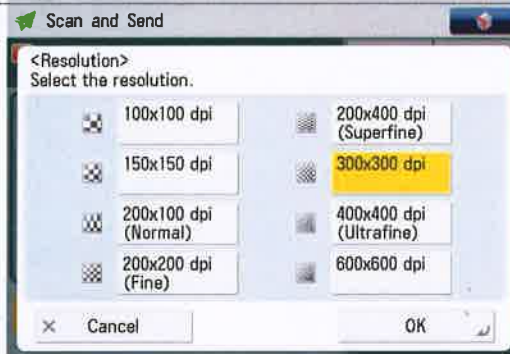 Scan and Send
<Resolution>
Select the resolution.
100x100 dpi
150x150 dpi
200x100 dpi
(Normal)
200x200 dpi
(Fine)
200x400 dpi
(Superfine)
300x300 dpi
400x400 dpi
(Ultrafine)
600x600 dpi
× Cancel
OK